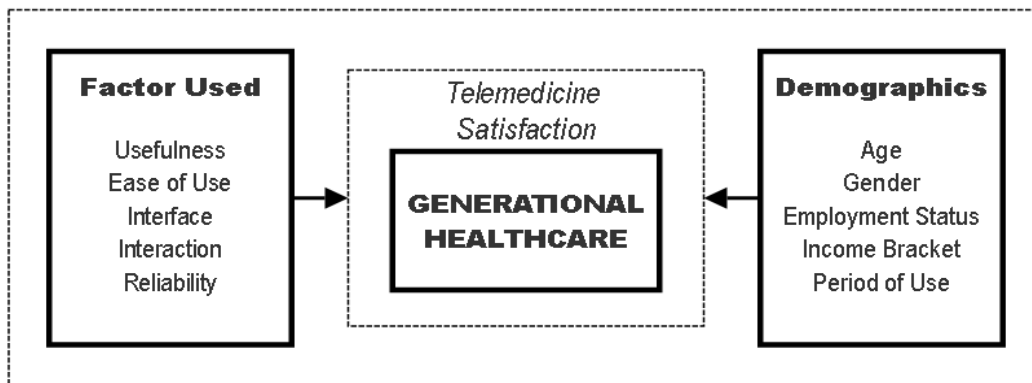 Factor Used
Usefulness
Ease of Use
Interface
Interaction
Reliability
Telemedicine
Satisfaction
GENERATIONAL
HEALTHCARE
Demographics
Age
Gender
Employment Status
Income Bracket
Period of Use